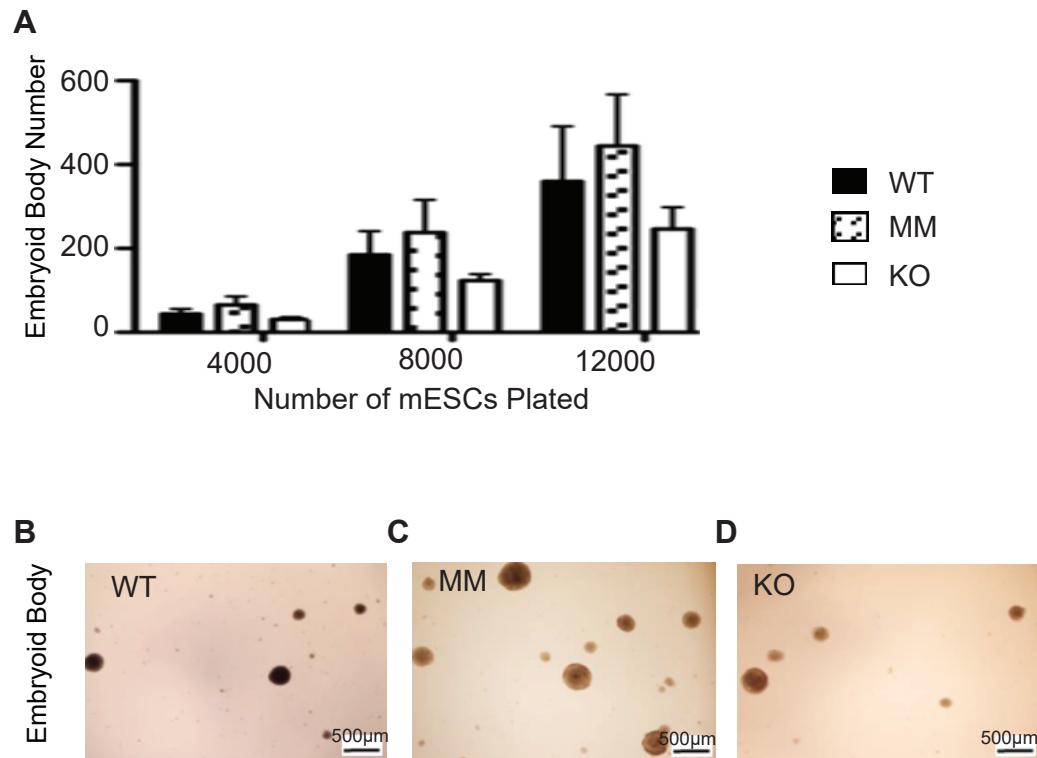 A
Embryoid Body Number
600
400
200
0
4000 8000 12000
Number of mESCs Plated
WT
MM
KO
B C D
Embryoid Body
WT MM KO
500μm 500μm 500μm